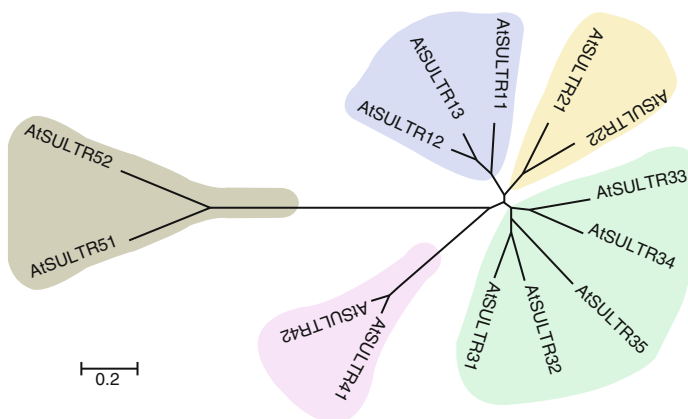 AtSULTR11
AtSULTR13
AtSULTR12
AtSULTR21
AtSULTR22
AtSULTR52
AtSULTR51
AtSULTR33
AtSULTR34
AtSULTR35
AtSULTR32
AtSULTR31
AtSULTR42
AtSULTR41
0.2